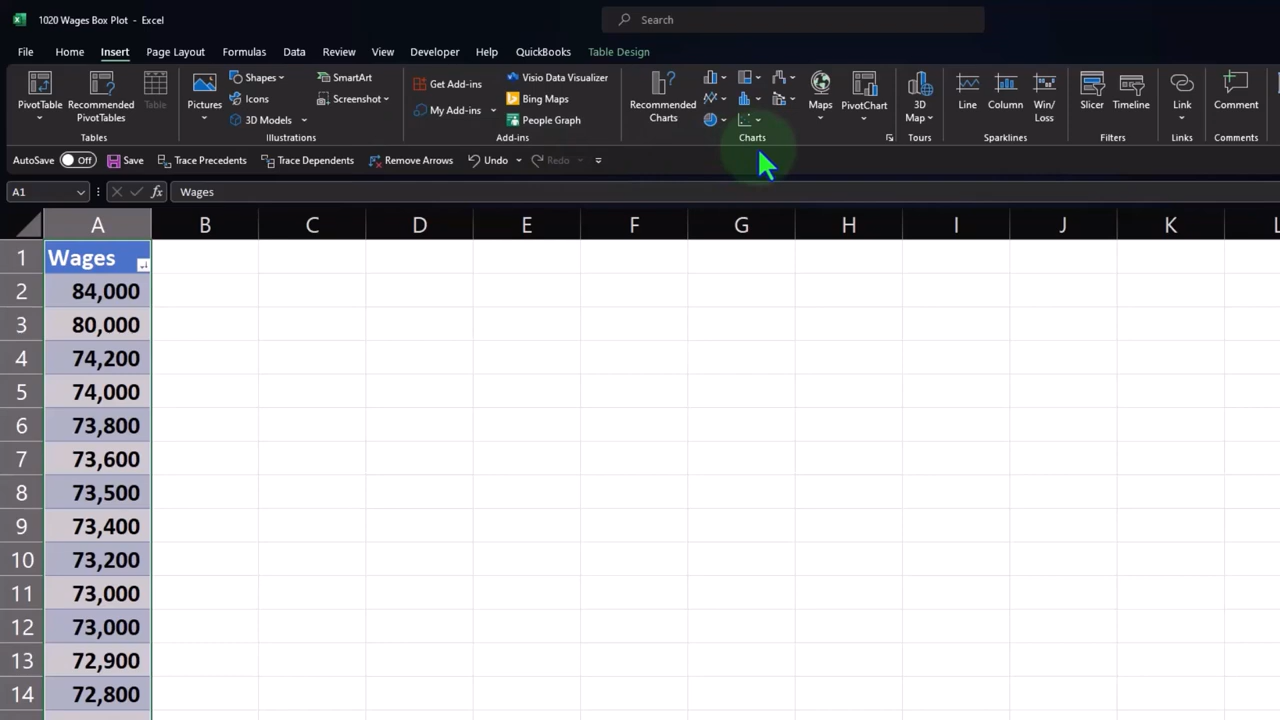 1020 Wages Box Plot - Excel
Search
File Home Insert Page Layout Formulas Data Review View Developer Help QuickBooks Table Design
PivotTable
Recommended PivotTables
Table
Tables
Pictures
Shapes
Icons
3D Models
SmartArt
Screenshot
Illustrations
Get Add-ins
My Add-ins
Visio Data Visualizer
Bing Maps
People Graph
Add-ins
Recommended Charts
Maps
PivotChart
Charts
3D Map
Tours
Line
Column
Win/Loss
Sparklines
Slicer
Timeline
Filters
Link
Links
Comment
Comments
AutoSave Off Save Trace Precedents Trace Dependents Remove Arrows Undo Redo
A1 fx Wages
A B C D E F G H I J K L
1 Wages
2 84,000
3 80,000
4 74,200
5 74,000
6 73,800
7 73,600
8 73,500
9 73,400
10 73,200
11 73,000
12 73,000
13 72,900
14 72,800